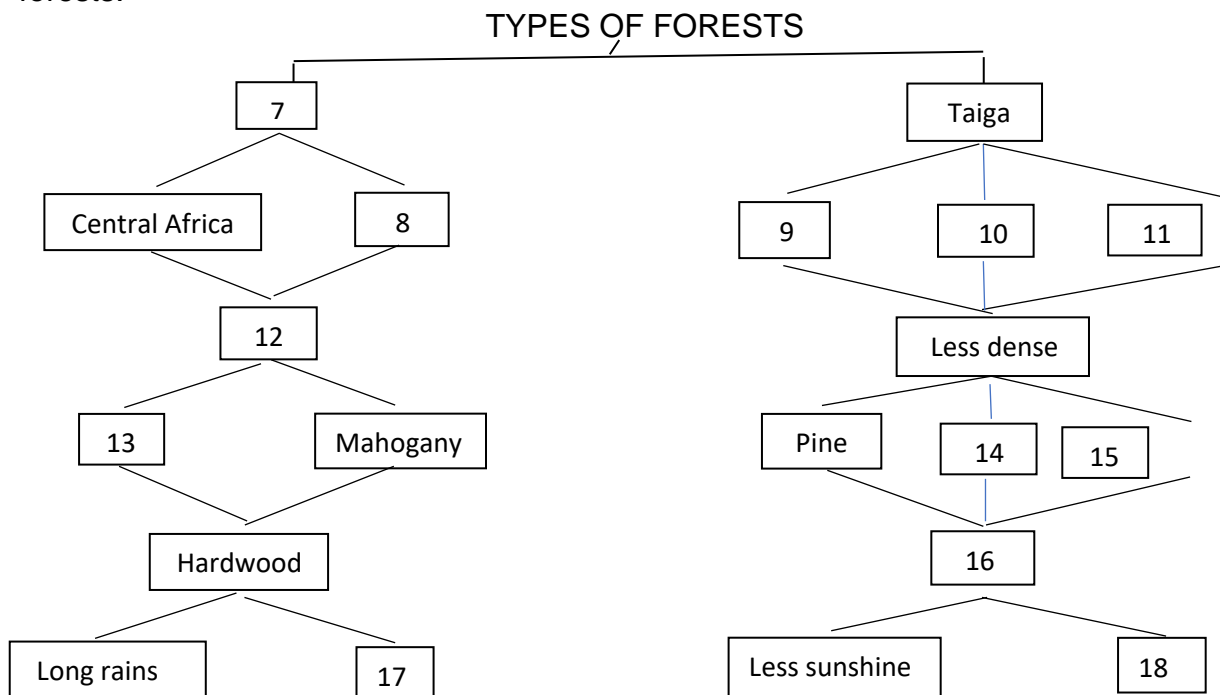 forests.
TYPES OF FORESTS
7
Taiga
Central Africa
8
9
10
11
12
Less dense
13
Mahogany
Pine
14
15
Hardwood
16
Long rains
17
Less sunshine
18